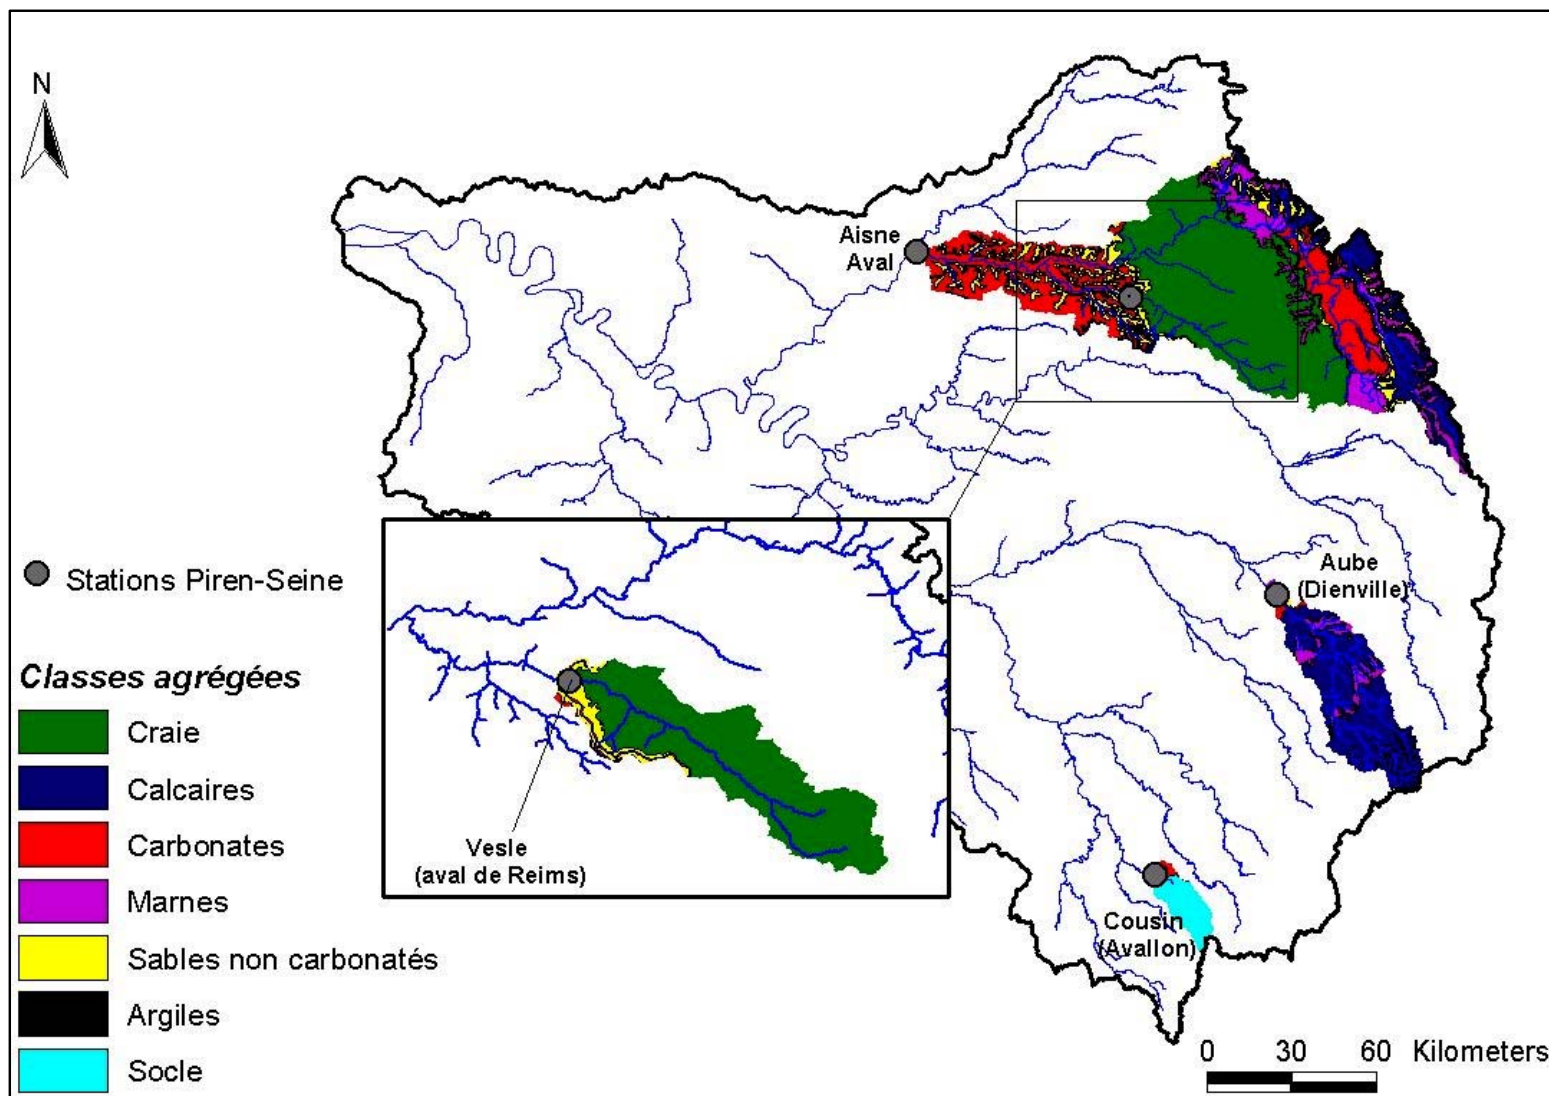 N
Aisne
Aval
Stations Piren-Seine
Aube
(Dienville)
Classes agrégées
Craie
Calcaires
Carbonates
Marnes
Sables non carbonatés
Argiles
Socle
Vesle
(aval de Reims)
Cousin
(Avallon)
0 30 60 Kilometers